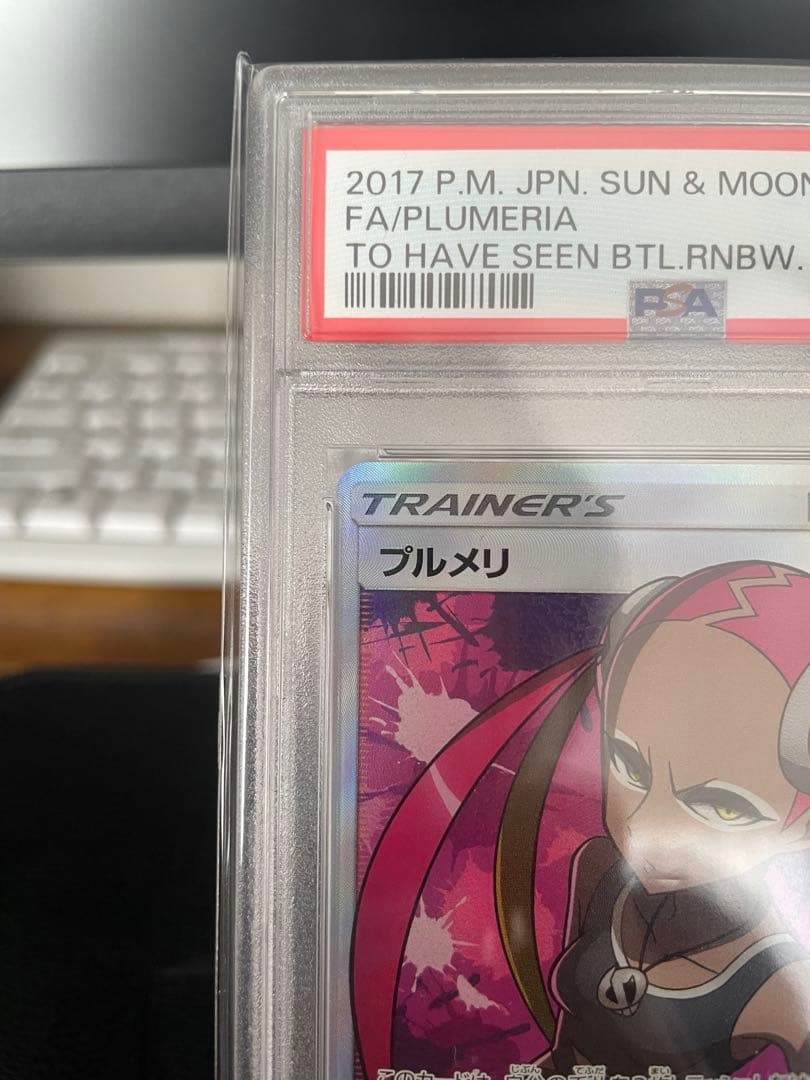 2017 P.M. JPN. SUN & MOON
FA/PLUMERIA
TO HAVE SEEN BTL.RNBW.
PSA
TRAINER'S
プルメリ